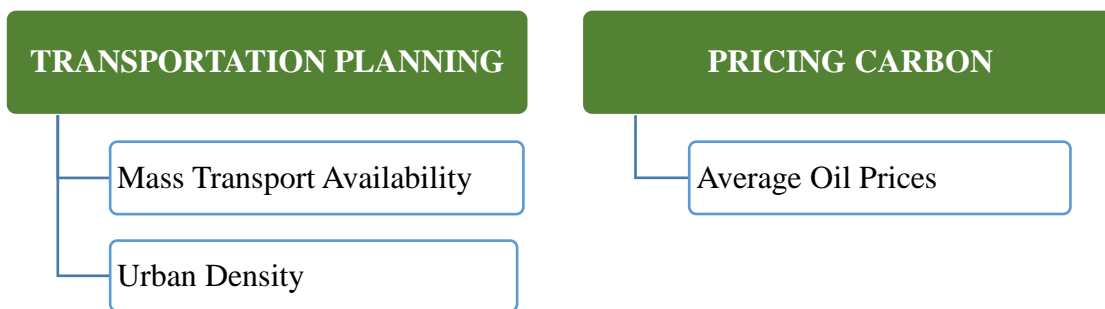 TRANSPORTATION PLANNING
Mass Transport Availability
Urban Density
PRICING CARBON
Average Oil Prices